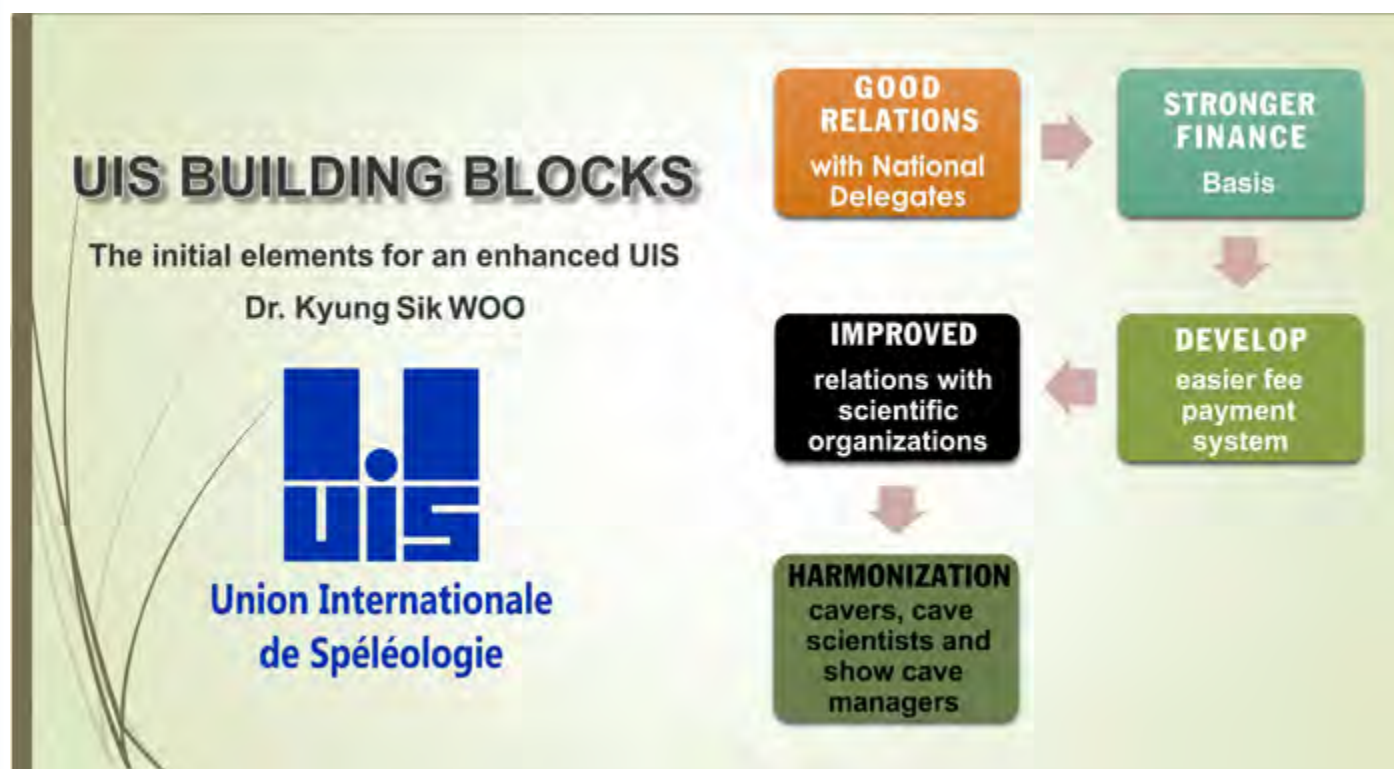 UIS BUILDING BLOCKS
The initial elements for an enhanced UIS
Dr. Kyung Sik WOO
uis
Union Internationale
de Spéléologie
GOOD
RELATIONS
with National
Delegates
STRONGER
FINANCE
Basis
DEVELOP
easier fee
payment
system
IMPROVED
relations with
scientific
organizations
HARMONIZATION
cavers, cave
scientists and
show cave
managers